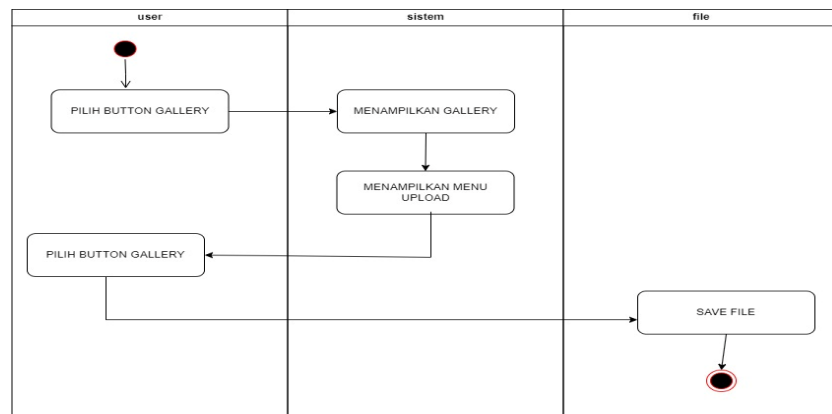 user
sistem
file
PILIH BUTTON GALLERY
MENAMPILKAN GALLERY
MENAMPILKAN MENU
UPLOAD
PILIH BUTTON GALLERY
SAVE FILE